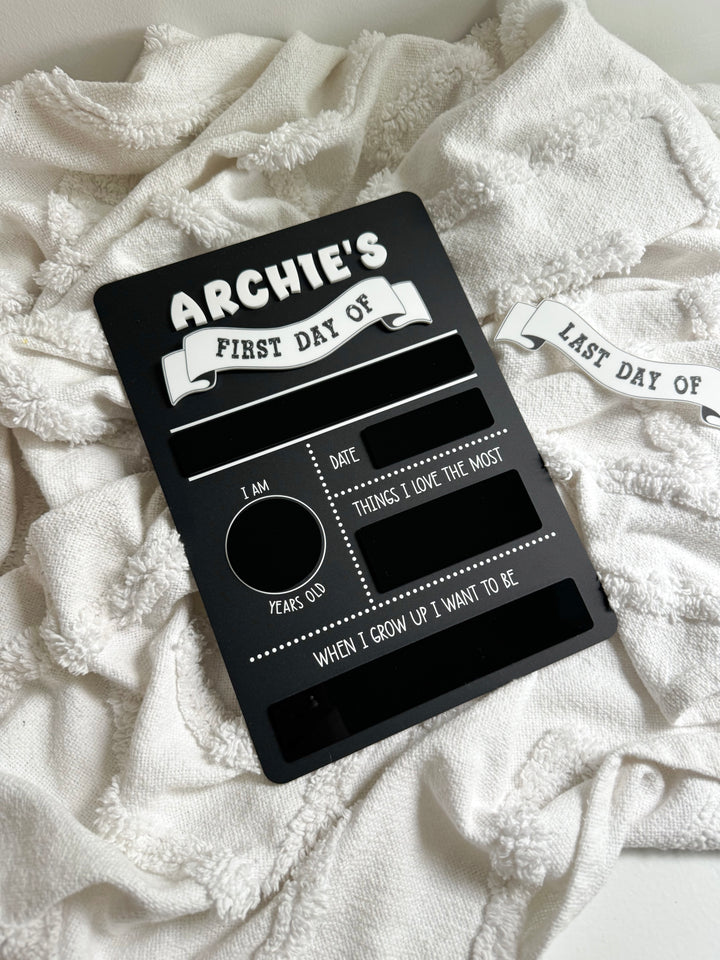 ARCHIE'S
FIRST DAY OF
LAST DAY OF
DATE
I AM
THINGS I LOVE THE MOST
YEARS OLD
WHEN I GROW UP I WANT TO BE